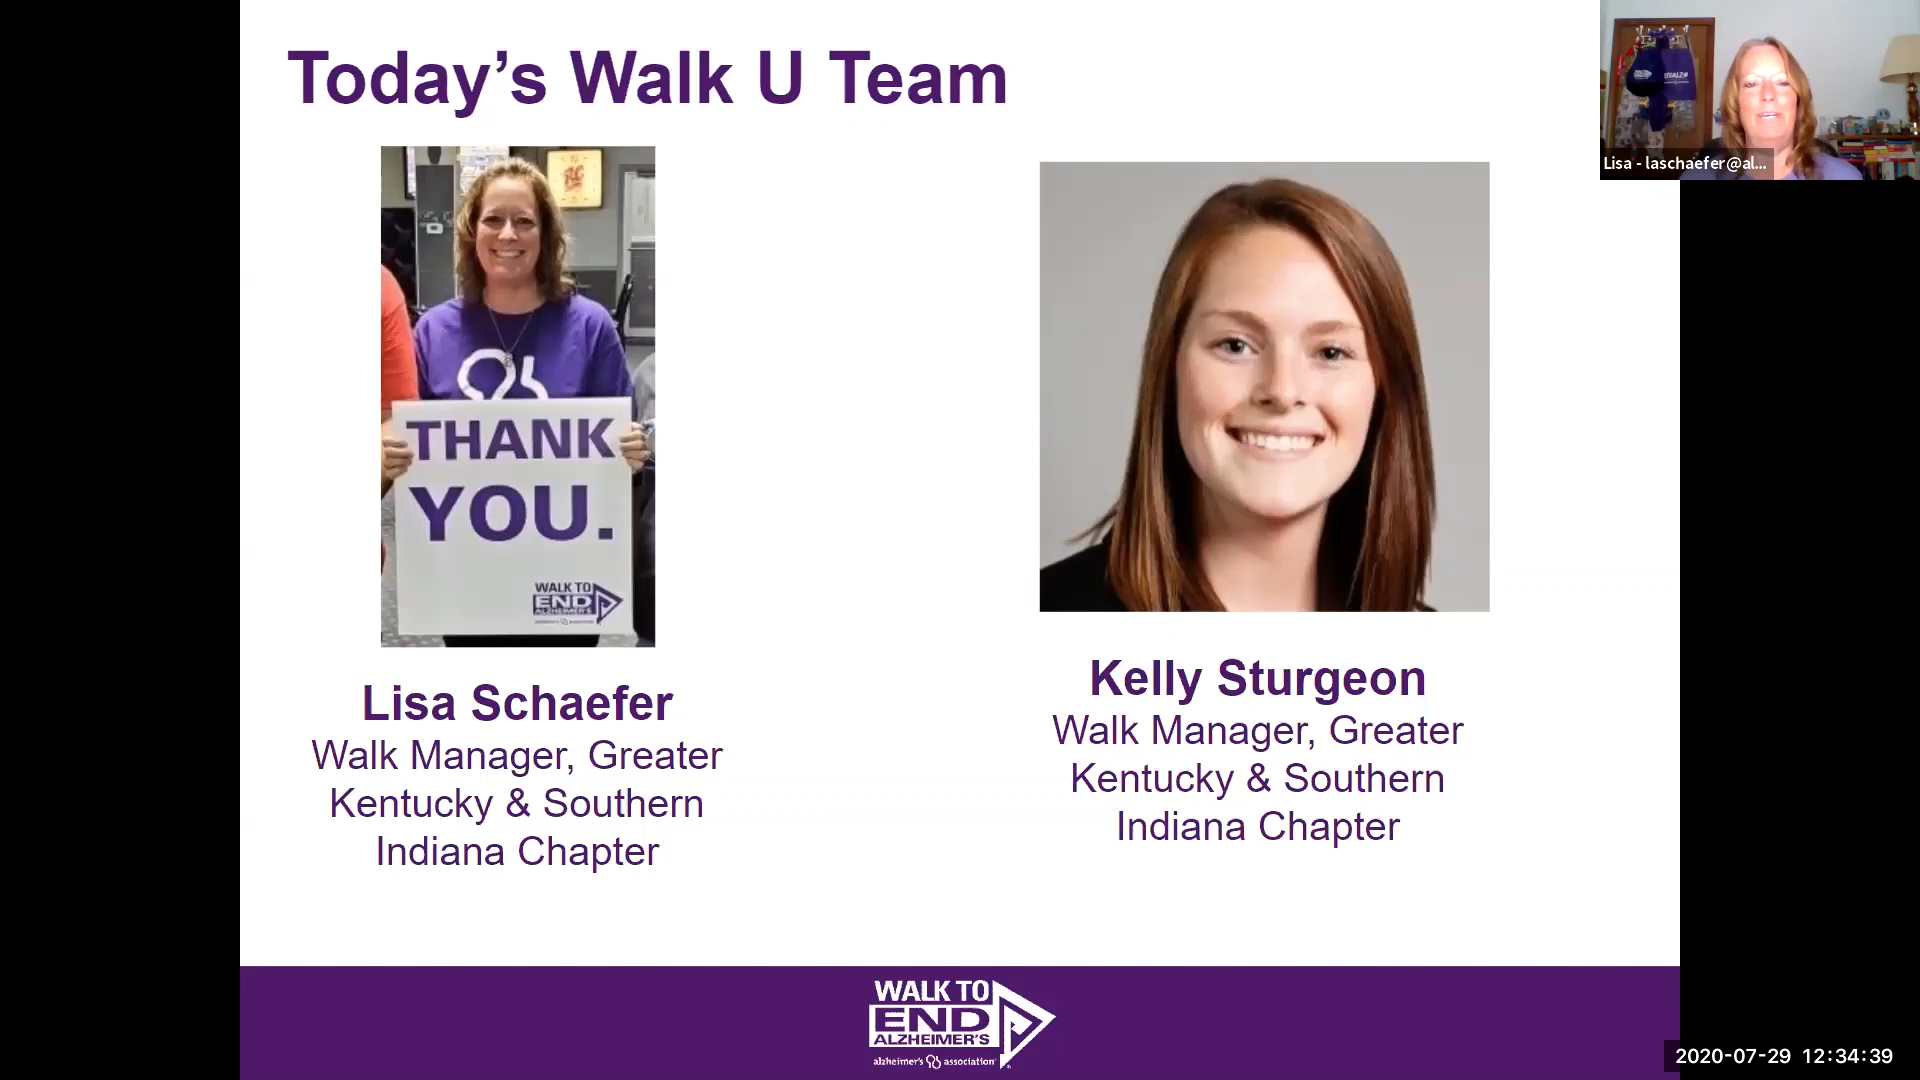 Today's Walk U Team
Lisa - laschaefer@al...
THANK
YOU.
WALK TO
END
ALZHEIMER'S
Lisa Schaefer
Walk Manager, Greater
Kentucky & Southern
Indiana Chapter
Kelly Sturgeon
Walk Manager, Greater
Kentucky & Southern
Indiana Chapter
WALK TO
END
ALZHEIMER'S
alzheimer's association
2020-07-29 12:34:39